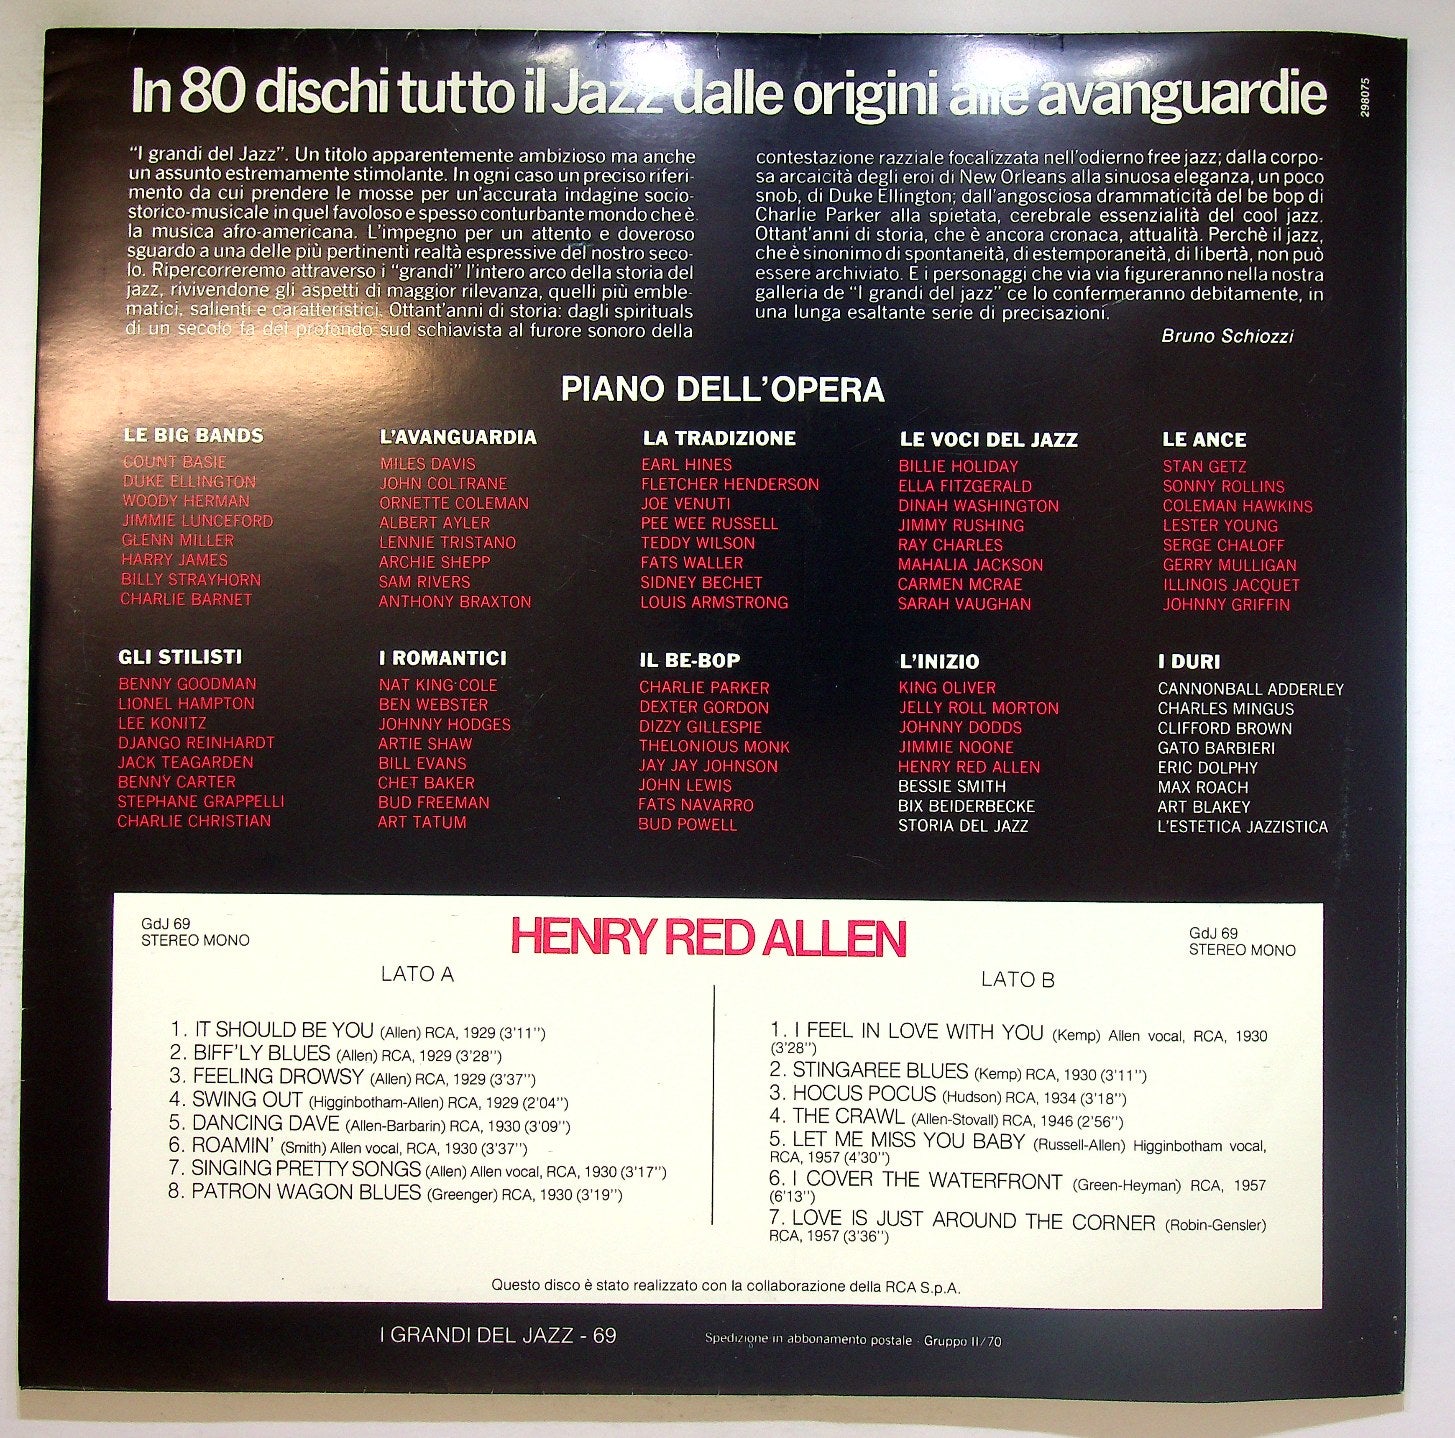 In 80 dischi tutto il Jazz dalle origini alle avanguardie
298075
"I grandi del Jazz". Un titolo apparentemente ambizioso ma anche
un assunto estremamente stimolante. In ogni caso un preciso riferi-
mento da cui prendere le mosse per un'accurata indagine socio-
storico-musicale in quel favoloso e spesso conturbante mondo che è
la musica afro-americana. L'impegno per un attento e doveroso
sguardo a una delle più pertinenti realtà espressive del nostro seco-
lo. Ripercorreremo attraverso i "grandi" l'intero arco della storia del
jazz, rivivendone gli aspetti di maggior rilevanza, quelli più emble-
matici, salienti e caratteristici. Ottant'anni di storia: dagli spirituals
di un secolo fa del profondo sud schiavista al furore sonoro della
contestazione razziale focalizzata nell'odierno free jazz; dalla corpo-
sa arcaicità degli eroi di New Orleans alla sinuosa eleganza, un poco
snob, di Duke Ellington; dall'angosciosa drammaticità del be bop di
Charlie Parker alla spietata, cerebrale essenzialità del cool jazz.
Ottant'anni di storia, che è ancora cronaca, attualità. Perchè il jazz,
che è sinonimo di spontaneità, di estemporaneità, di libertà, non può
essere archiviato. E i personaggi che via via figureranno nella nostra
galleria de "I grandi del jazz" ce lo confermeranno debitamente, in
una lunga esaltante serie di precisazioni.
Bruno Schiozzi
PIANO DELL'OPERA
LE BIG BANDS
COUNT BASIE
DUKE ELLINGTON
WOODY HERMAN
JIMMIE LUNCEFORD
GLENN MILLER
HARRY JAMES
BILLY STRAYHORN
CHARLIE BARNET
L'AVANGUARDIA
MILES DAVIS
JOHN COLTRANE
ORNETTE COLEMAN
ALBERT AYLER
LENNIE TRISTANO
ARCHIE SHEPP
SAM RIVERS
ANTHONY BRAXTON
LA TRADIZIONE
EARL HINES
FLETCHER HENDERSON
JOE VENUTI
PEE WEE RUSSELL
TEDDY WILSON
FATS WALLER
SIDNEY BECHET
LOUIS ARMSTRONG
LE VOCI DEL JAZZ
BILLIE HOLIDAY
ELLA FITZGERALD
DINAH WASHINGTON
JIMMY RUSHING
RAY CHARLES
MAHALIA JACKSON
CARMEN MCRAE
SARAH VAUGHAN
LE ANCE
STAN GETZ
SONNY ROLLINS
COLEMAN HAWKINS
LESTER YOUNG
SERGE CHALOFF
GERRY MULLIGAN
ILLINOIS JACQUET
JOHNNY GRIFFIN
GLI STILISTI
BENNY GOODMAN
LIONEL HAMPTON
LEE KONITZ
DJANGO REINHARDT
JACK TEAGARDEN
BENNY CARTER
STEPHANE GRAPPELLI
CHARLIE CHRISTIAN
I ROMANTICI
NAT KING COLE
BEN WEBSTER
JOHNNY HODGES
ARTIE SHAW
BILL EVANS
CHET BAKER
BUD FREEMAN
ART TATUM
IL BE-BOP
CHARLIE PARKER
DEXTER GORDON
DIZZY GILLESPIE
THELONIOUS MONK
JAY JAY JOHNSON
JOHN LEWIS
FATS NAVARRO
BUD POWELL
L'INIZIO
KING OLIVER
JELLY ROLL MORTON
JOHNNY DODDS
JIMMIE NOONE
HENRY RED ALLEN
BESSIE SMITH
BIX BEIDERBECKE
STORIA DEL JAZZ
I DURI
CANNONBALL ADDERLEY
CHARLES MINGUS
CLIFFORD BROWN
GATO BARBIERI
ERIC DOLPHY
MAX ROACH
ART BLAKEY
L'ESTETICA JAZZISTICA
GdJ 69
STEREO MONO
HENRY RED ALLEN
GdJ 69
STEREO MONO
LATO A
1. IT SHOULD BE YOU (Allen) RCA, 1929 (3'11")
2. BIFF'LY BLUES (Allen) RCA, 1929 (3'28")
3. FEELING DROWSY (Allen) RCA, 1929 (3'37")
4. SWING OUT (Higginbotham-Allen) RCA, 1929 (2'04")
5. DANCING DAVE (Allen-Barbarin) RCA, 1930 (3'09")
6. ROAMIN' (Smith) Allen vocal, RCA, 1930 (3'37")
7. SINGING PRETTY SONGS (Allen) Allen vocal, RCA, 1930 (3'17")
8. PATRON WAGON BLUES (Greenger) RCA, 1930 (3'19")
LATO B
1. I FEEL IN LOVE WITH YOU (Kemp) Allen vocal, RCA, 1930
(3'28")
2. STINGAREE BLUES (Kemp) RCA, 1930 (3'11")
3. HOCUS POCUS (Hudson) RCA, 1934 (3'18")
4. THE CRAWL (Allen-Stovall) RCA, 1946 (2'56")
5. LET ME MISS YOU BABY (Russell-Allen) Higginbotham vocal,
RCA, 1957 (4'30")
6. I COVER THE WATERFRONT (Green-Heyman) RCA, 1957
(6'13")
7. LOVE IS JUST AROUND THE CORNER (Robin-Gensler)
RCA, 1957 (3'36")
Questo disco è stato realizzato con la collaborazione della RCA S.p.A.
I GRANDI DEL JAZZ - 69
Spedizione in abbonamento postale - Gruppo II/70